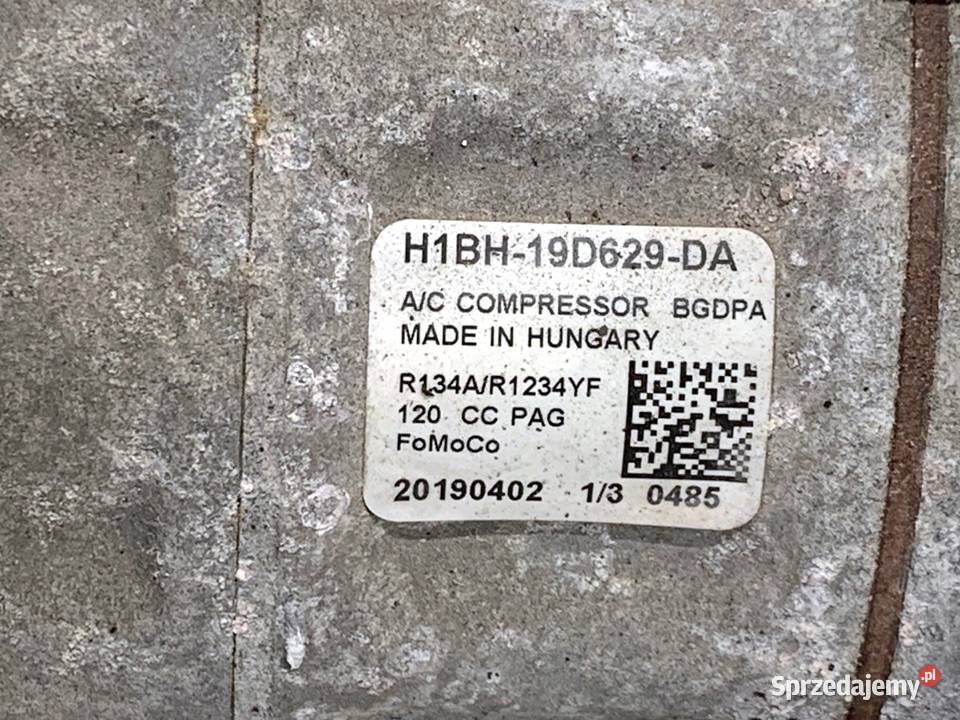 H1BH-19D629-DA
A/C COMPRESSOR BGDPA
MADE IN HUNGARY
R134A/R1234YF
120 CC PAG
FoMoCo
20190402 1/3 0485
Sprzedajemy.pl